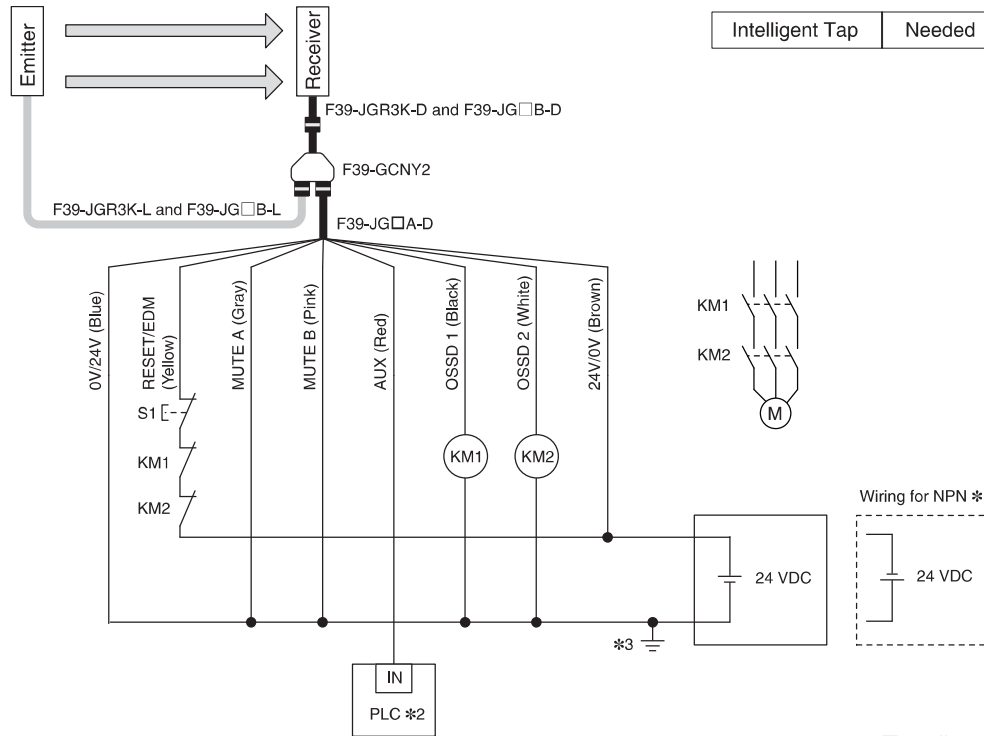 Emitter
Receiver
Intelligent Tap
Needed
F39-JGR3K-D and F39-JG□B-D
F39-GCNY2
F39-JGR3K-L and F39-JG□B-L
F39-JG□A-D
0V/24V (Blue)
RESET/EDM
(Yellow)
MUTE A (Gray)
MUTE B (Pink)
AUX (Red)
OSSD 1 (Black)
OSSD 2 (White)
24V/0V (Brown)
KM1
KM2
M
S1
KM1
KM2
KM1
KM2
24 VDC
Wiring for NPN ✻
24 VDC
✻3
IN
PLC ✻2